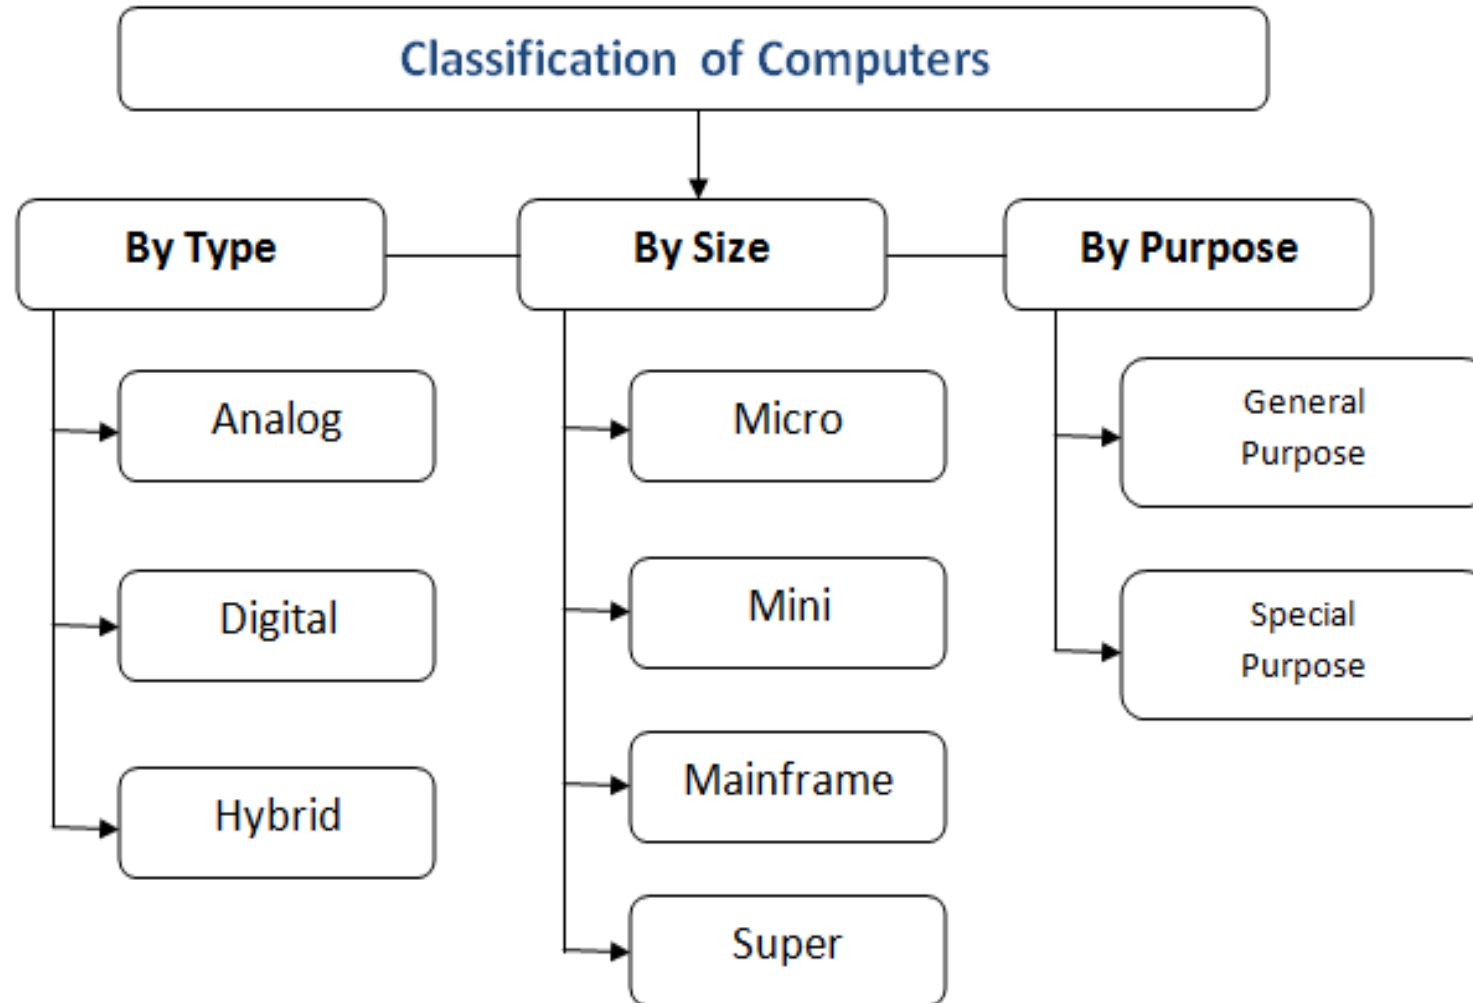 Classification of Computers
By Type
By Size
By Purpose
Analog
Digital
Hybrid
Micro
Mini
Mainframe
Super
General
Purpose
Special
Purpose